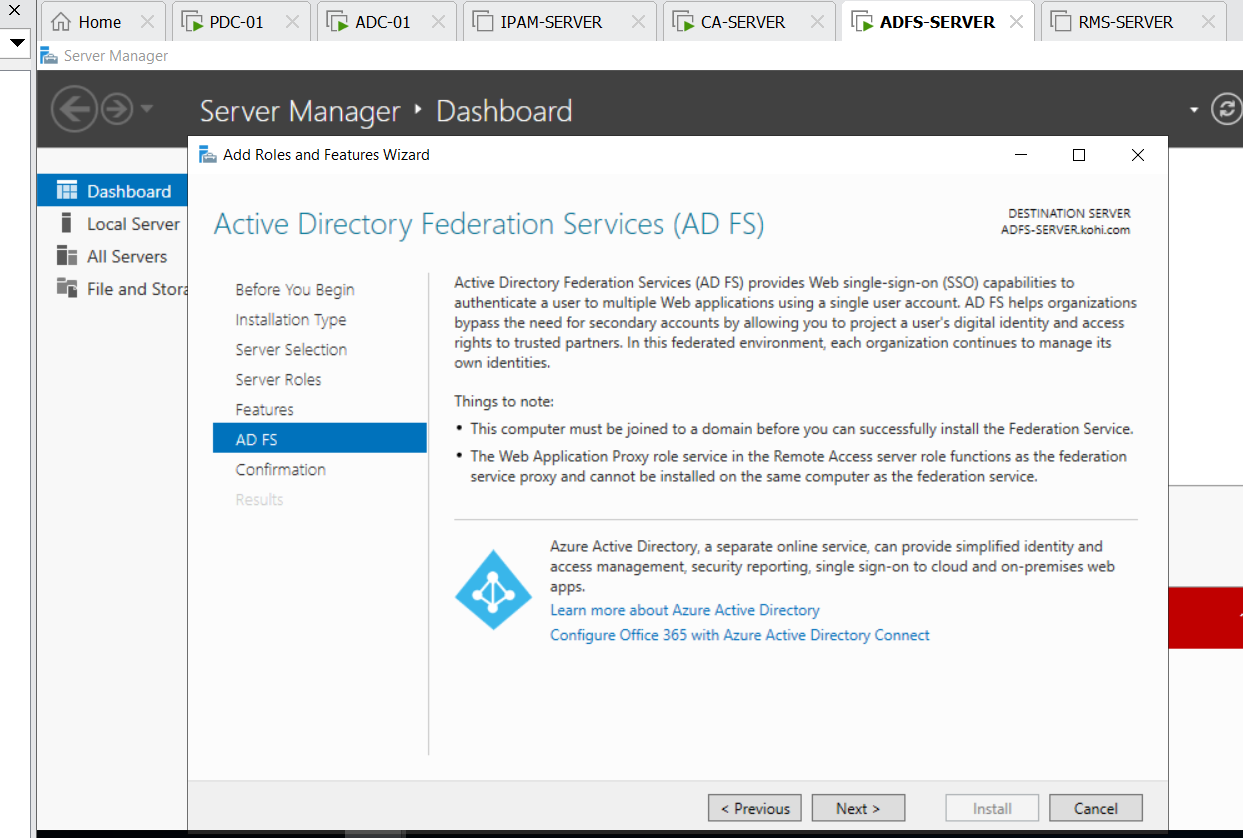 Home
PDC-01
ADC-01
IPAM-SERVER
CA-SERVER
ADFS-SERVER
RMS-SERVER
Server Manager
Server Manager
Dashboard
Add Roles and Features Wizard
Dashboard
Local Server
All Servers
File and Stora
Active Directory Federation Services (AD FS)
DESTINATION SERVER
ADFS-SERVER.kohi.com
Before You Begin
Installation Type
Server Selection
Server Roles
Features
AD FS
Confirmation
Results
Active Directory Federation Services (AD FS) provides Web single-sign-on (SSO) capabilities to
authenticate a user to multiple Web applications using a single user account. AD FS helps organizations
bypass the need for secondary accounts by allowing you to project a user's digital identity and access
rights to trusted partners. In this federated environment, each organization continues to manage its
own identities.
Things to note:
• This computer must be joined to a domain before you can successfully install the Federation Service.
• The Web Application Proxy role service in the Remote Access server role functions as the federation
service proxy and cannot be installed on the same computer as the federation service.
Azure Active Directory, a separate online service, can provide simplified identity and
access management, security reporting, single sign-on to cloud and on-premises web
apps.
Learn more about Azure Active Directory
Configure Office 365 with Azure Active Directory Connect
< Previous
Next >
Install
Cancel